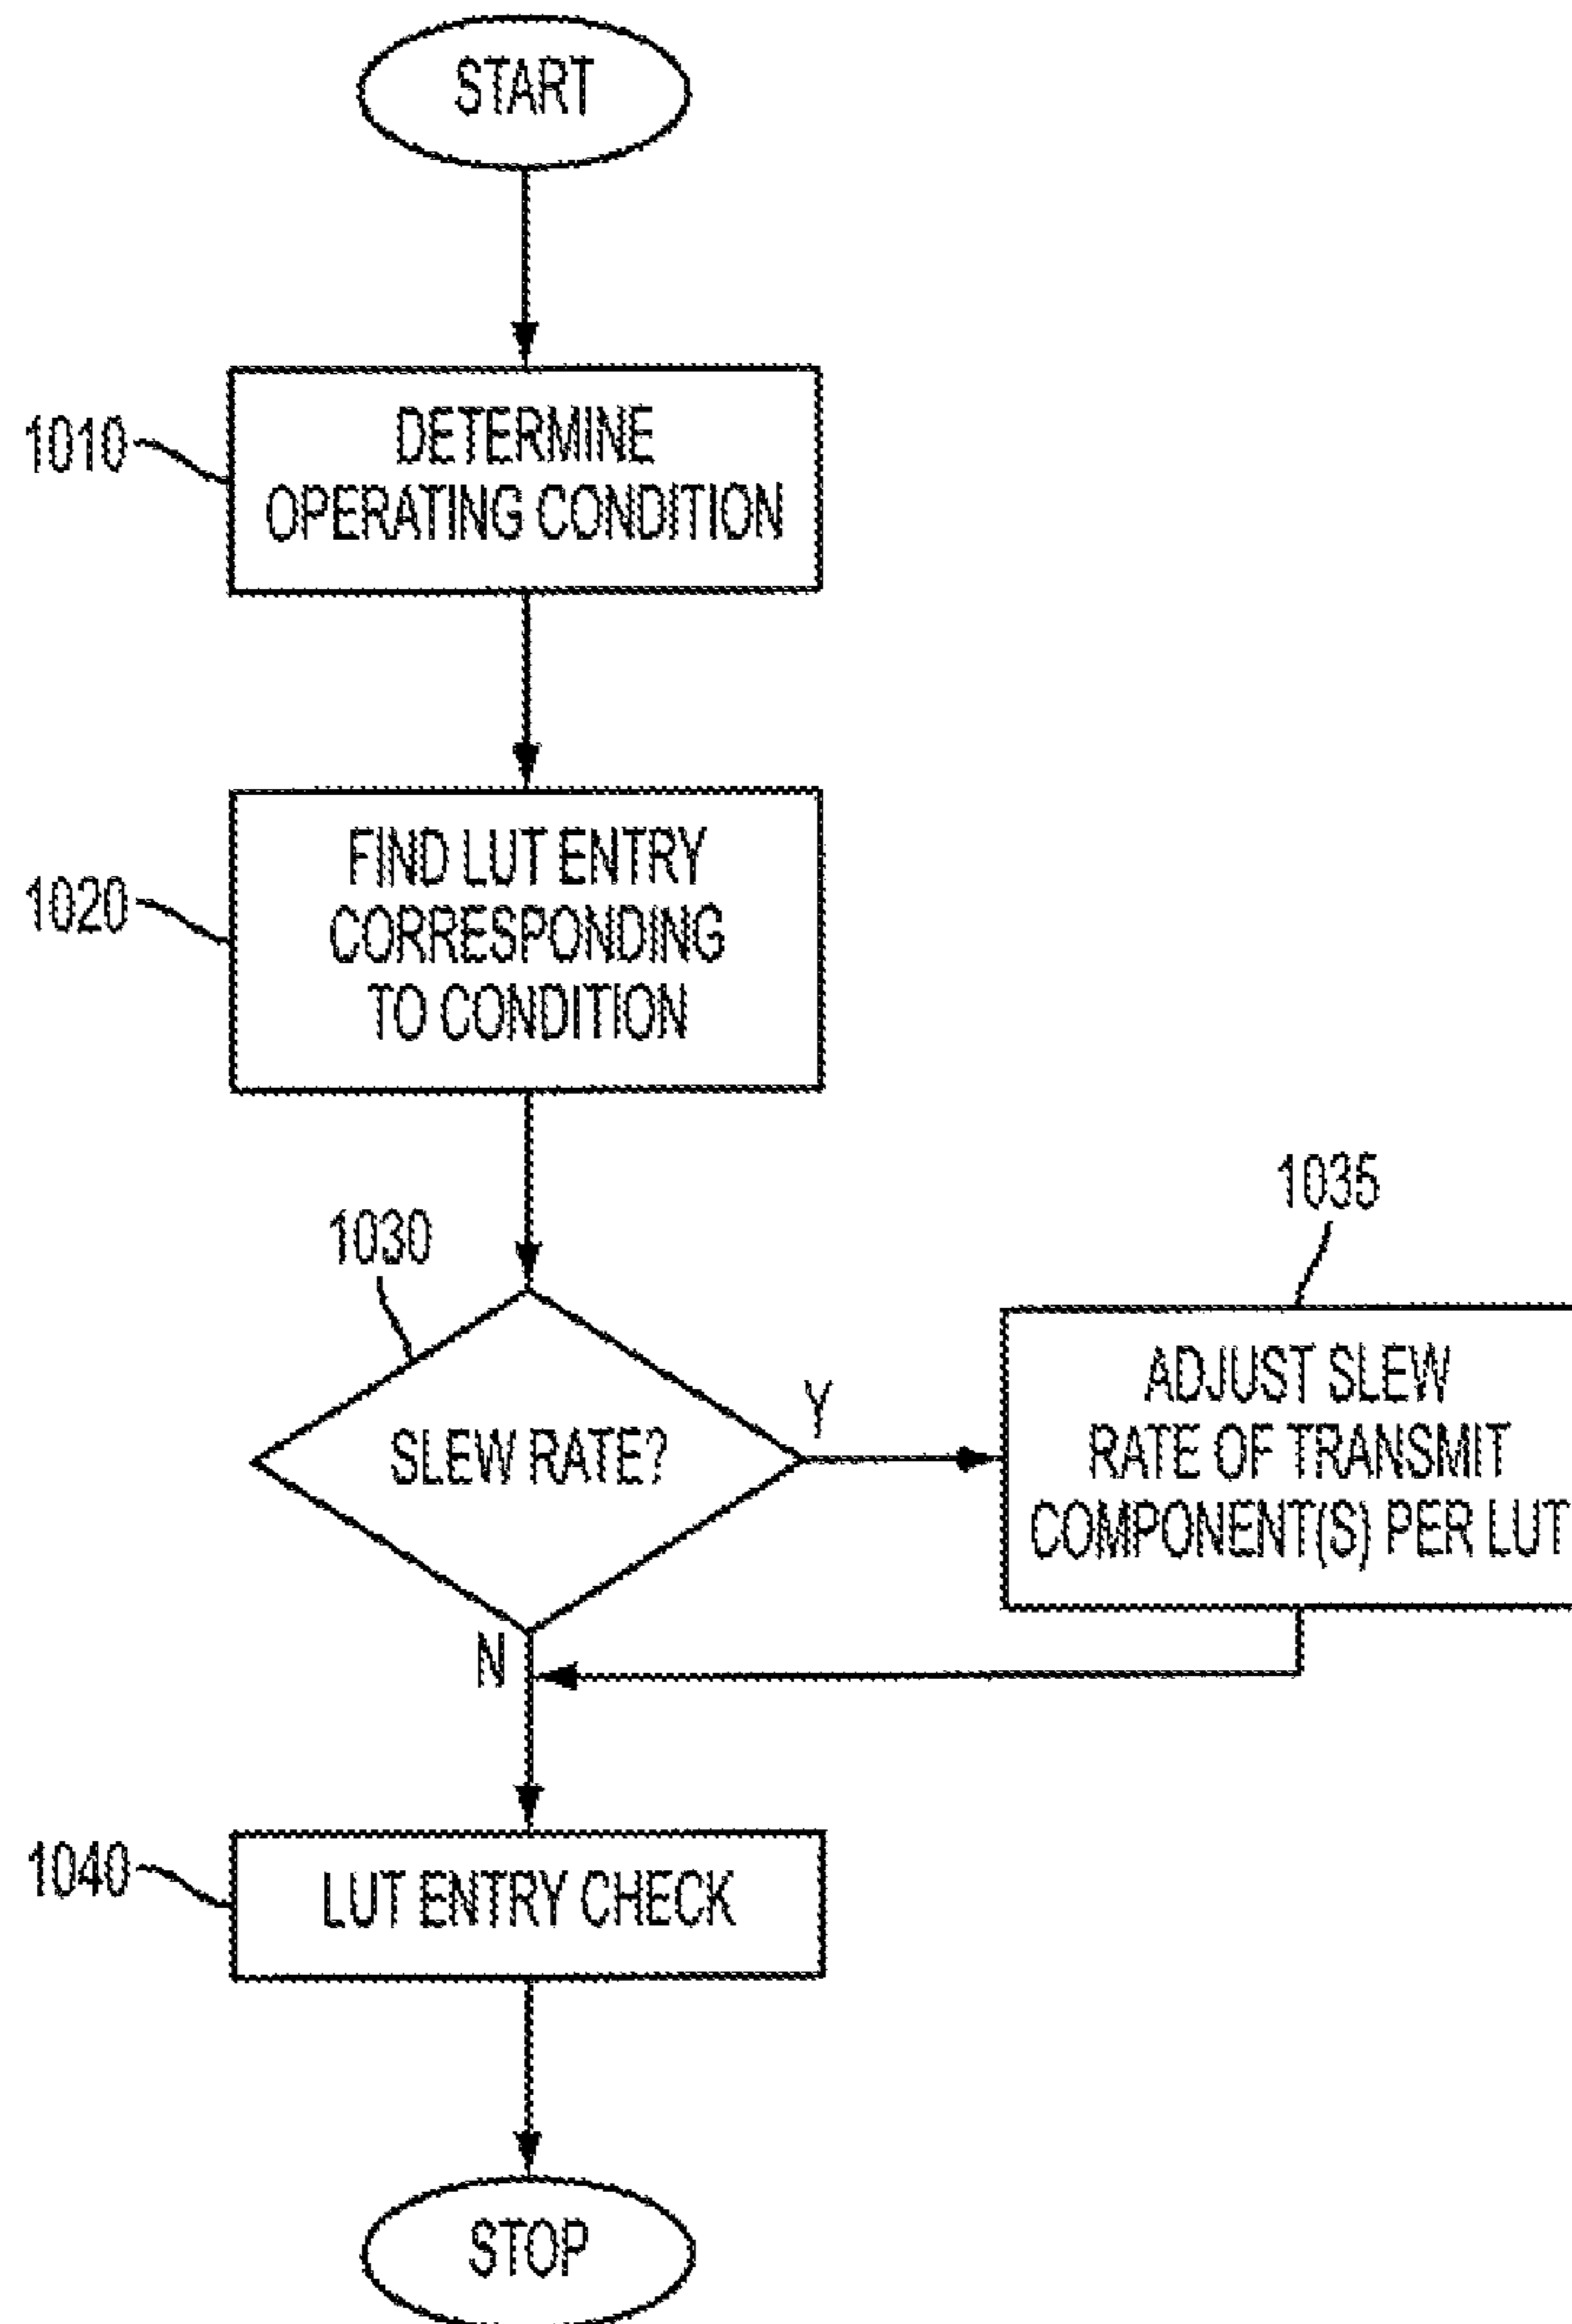 START
1010
DETERMINE
OPERATING CONDITION
1020
FIND LUT ENTRY
CORRESPONDING
TO CONDITION
1030
SLEW RATE?
Y
N
1035
ADJUST SLEW
RATE OF TRANSMIT
COMPONENT(S) PER LUT
1040
LUT ENTRY CHECK
STOP